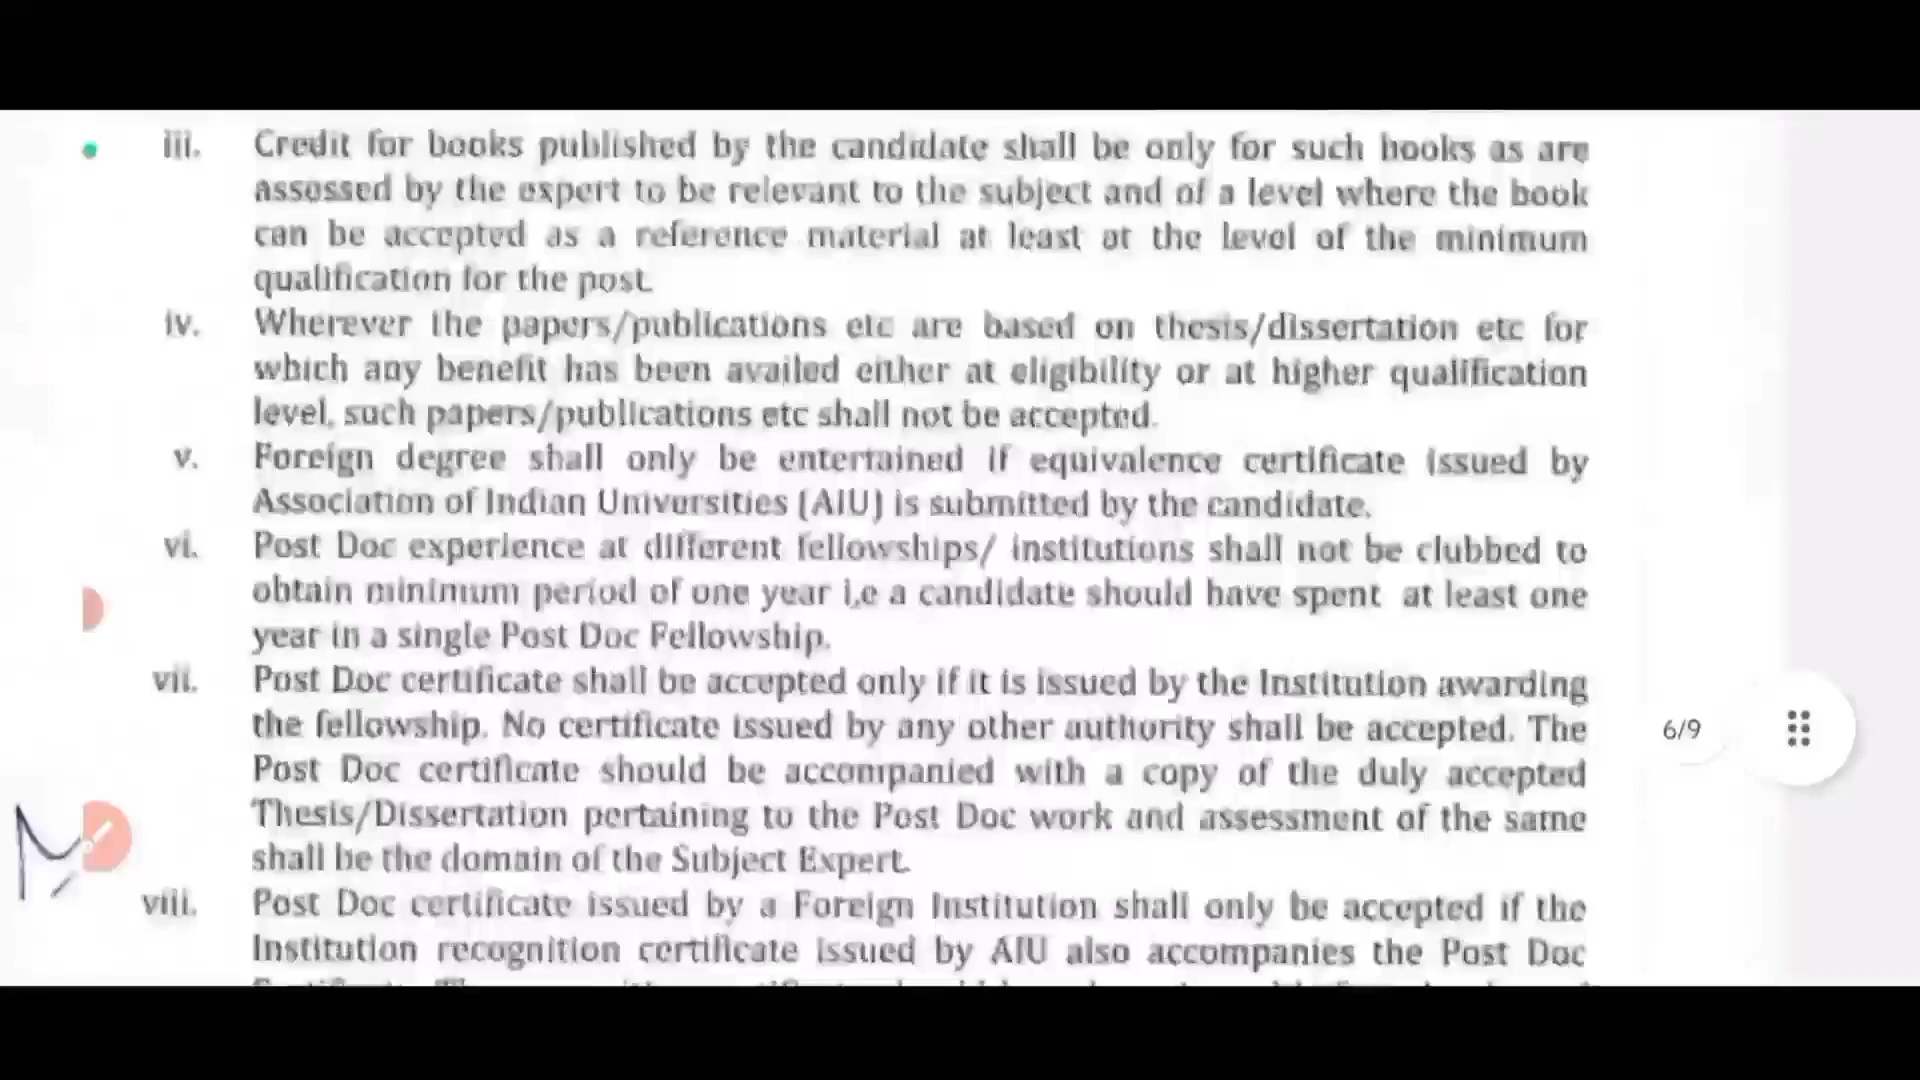 iii. Credit for books published by the candidate shall be only for such books as are
assessed by the expert to be relevant to the subject and of a level where the book
can be accepted as a reference material at least at the level of the minimum
qualification for the post.
iv. Wherever the papers/publications etc are based on thesis/dissertation etc for
which any benefit has been availed either at eligibility or at higher qualification
level, such papers/publications etc shall not be accepted.
v. Foreign degree shall only be entertained if equivalence certificate issued by
Association of Indian Universities (AIU) is submitted by the candidate.
vi. Post Doc experience at different fellowships/ institutions shall not be clubbed to
obtain minimum period of one year i,e a candidate should have spent at least one
year in a single Post Doc Fellowship.
vii. Post Doc certificate shall be accepted only if it is issued by the Institution awarding
the fellowship. No certificate issued by any other authority shall be accepted. The
6/9
Post Doc certificate should be accompanied with a copy of the duly accepted
Thesis/Dissertation pertaining to the Post Doc work and assessment of the same
shall be the domain of the Subject Expert.
viii. Post Doc certificate issued by a Foreign Institution shall only be accepted if the
Institution recognition certificate issued by AIU also accompanies the Post Doc